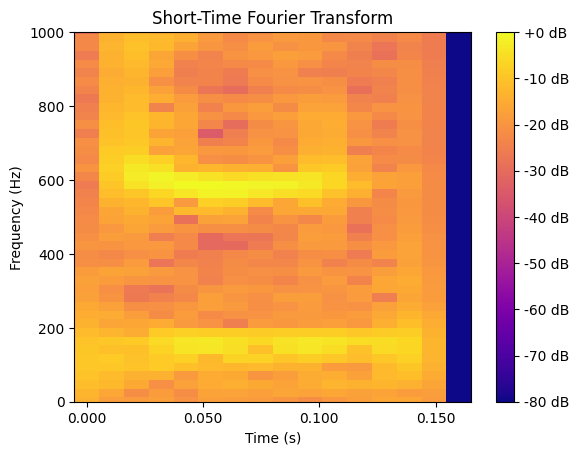 Short-Time Fourier Transform
1000
800
600
400
200
0
Frequency (Hz)
0.000
0.050
0.100
0.150
Time (s)
+0 dB
-10 dB
-20 dB
-30 dB
-40 dB
-50 dB
-60 dB
-70 dB
-80 dB